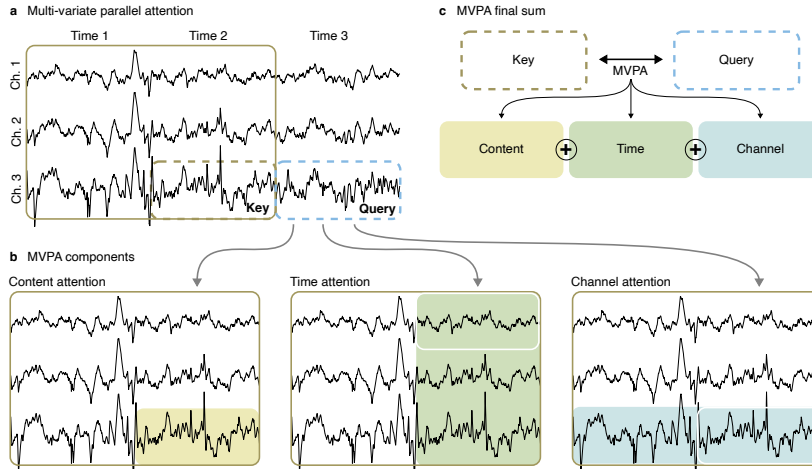 a Multi-variate parallel attention
Time 1 Time 2 Time 3
Ch. 1
Ch. 2
Ch. 3
Key
Query
c MVPA final sum
Key
Query
MVPA
Content + Time + Channel
b MVPA components
Content attention
Time attention
Channel attention